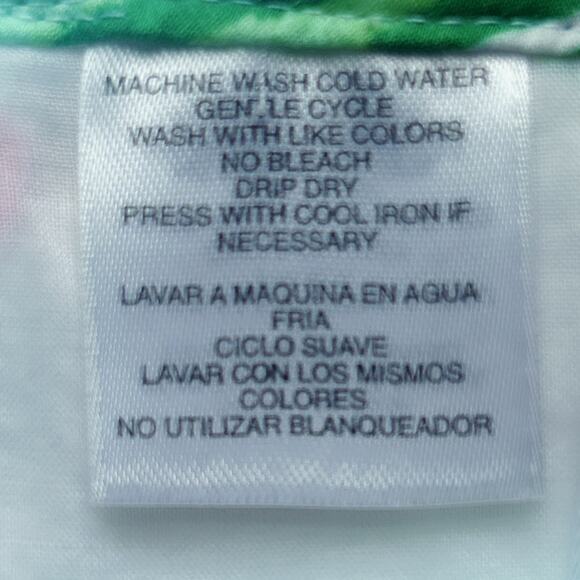 MACHINE WASH COLD WATER
GENTLE CYCLE
WASH WITH LIKE COLORS
NO BLEACH
DRIP DRY
PRESS WITH COOL IRON IF
NECESSARY
LAVAR A MAQUINA EN AGUA
FRIA
CICLO SUAVE
LAVAR CON LOS MISMOS
COLORES
NO UTILIZAR BLANQUEADOR